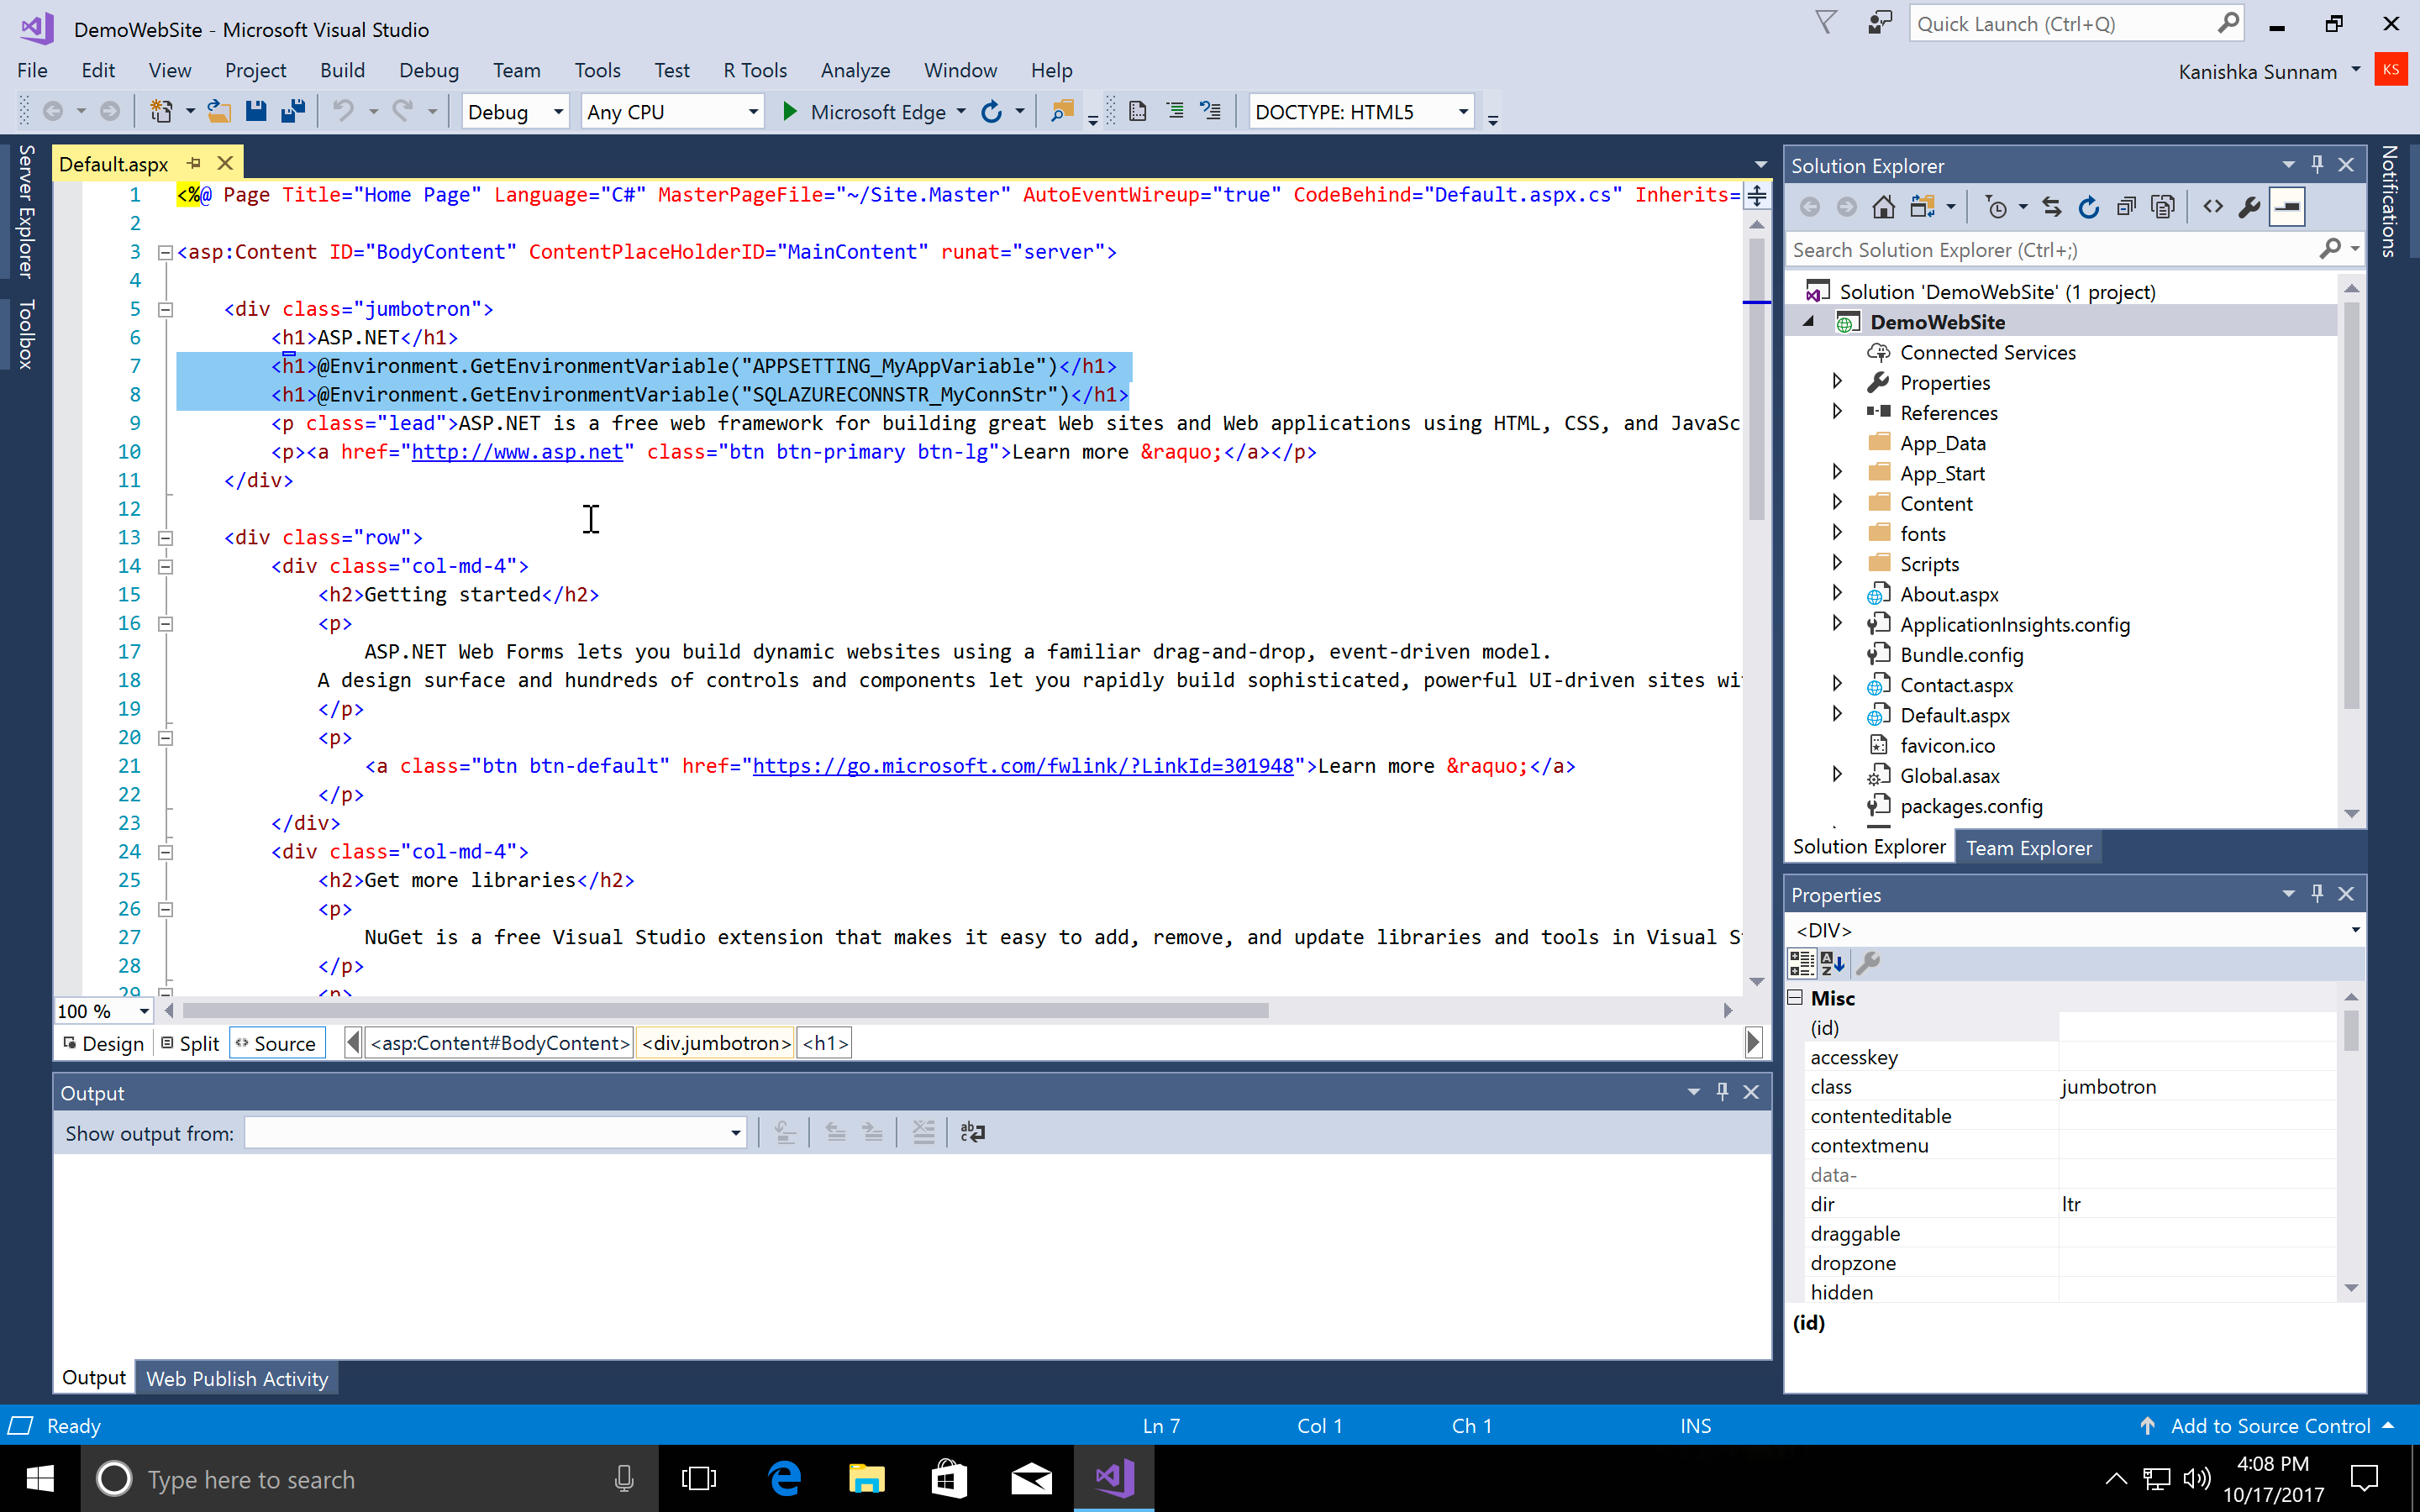 DemoWebSite - Microsoft Visual Studio
Quick Launch (Ctrl+Q)
File Edit View Project Build Debug Team Tools Test R Tools Analyze Window Help
Kanishka Sunnam KS
Debug Any CPU Microsoft Edge DOCTYPE: HTML5
Server Explorer
Toolbox
Default.aspx
1 <%@ Page Title="Home Page" Language="C#" MasterPageFile="~/Site.Master" AutoEventWireup="true" CodeBehind="Default.aspx.cs" Inherits=
2
3 <asp:Content ID="BodyContent" ContentPlaceHolderID="MainContent" runat="server">
4
5 <div class="jumbotron">
6 <h1>ASP.NET</h1>
7 <h1>@Environment.GetEnvironmentVariable("APPSETTING_MyAppVariable")</h1>
8 <h1>@Environment.GetEnvironmentVariable("SQLAZURECONNSTR_MyConnStr")</h1>
9 <p class="lead">ASP.NET is a free web framework for building great Web sites and Web applications using HTML, CSS, and JavaSc
10 <p><a href="http://www.asp.net" class="btn btn-primary btn-lg">Learn more &raquo;</a></p>
11 </div>
12
13 <div class="row">
14 <div class="col-md-4">
15 <h2>Getting started</h2>
16 <p>
17 ASP.NET Web Forms lets you build dynamic websites using a familiar drag-and-drop, event-driven model.
18 A design surface and hundreds of controls and components let you rapidly build sophisticated, powerful UI-driven sites wi
19 </p>
20 <p>
21 <a class="btn btn-default" href="https://go.microsoft.com/fwlink/?LinkId=301948">Learn more &raquo;</a>
22 </p>
23 </div>
24 <div class="col-md-4">
25 <h2>Get more libraries</h2>
26 <p>
27 NuGet is a free Visual Studio extension that makes it easy to add, remove, and update libraries and tools in Visual S
28 </p>
29 <p>
100 %
Design Split Source <asp:Content#BodyContent> <div.jumbotron> <h1>
Output
Show output from:
Output Web Publish Activity
Solution Explorer
Search Solution Explorer (Ctrl+;)
Solution 'DemoWebSite' (1 project)
DemoWebSite
Connected Services
Properties
References
App_Data
App_Start
Content
fonts
Scripts
About.aspx
ApplicationInsights.config
Bundle.config
Contact.aspx
Default.aspx
favicon.ico
Global.asax
packages.config
Solution Explorer Team Explorer
Properties
<DIV>
Misc
(id)
accesskey
class jumbotron
contenteditable
contextmenu
data-
dir ltr
draggable
dropzone
hidden
(id)
Notifications
Ready Ln 7 Col 1 Ch 1 INS Add to Source Control
Type here to search
4:08 PM
10/17/2017